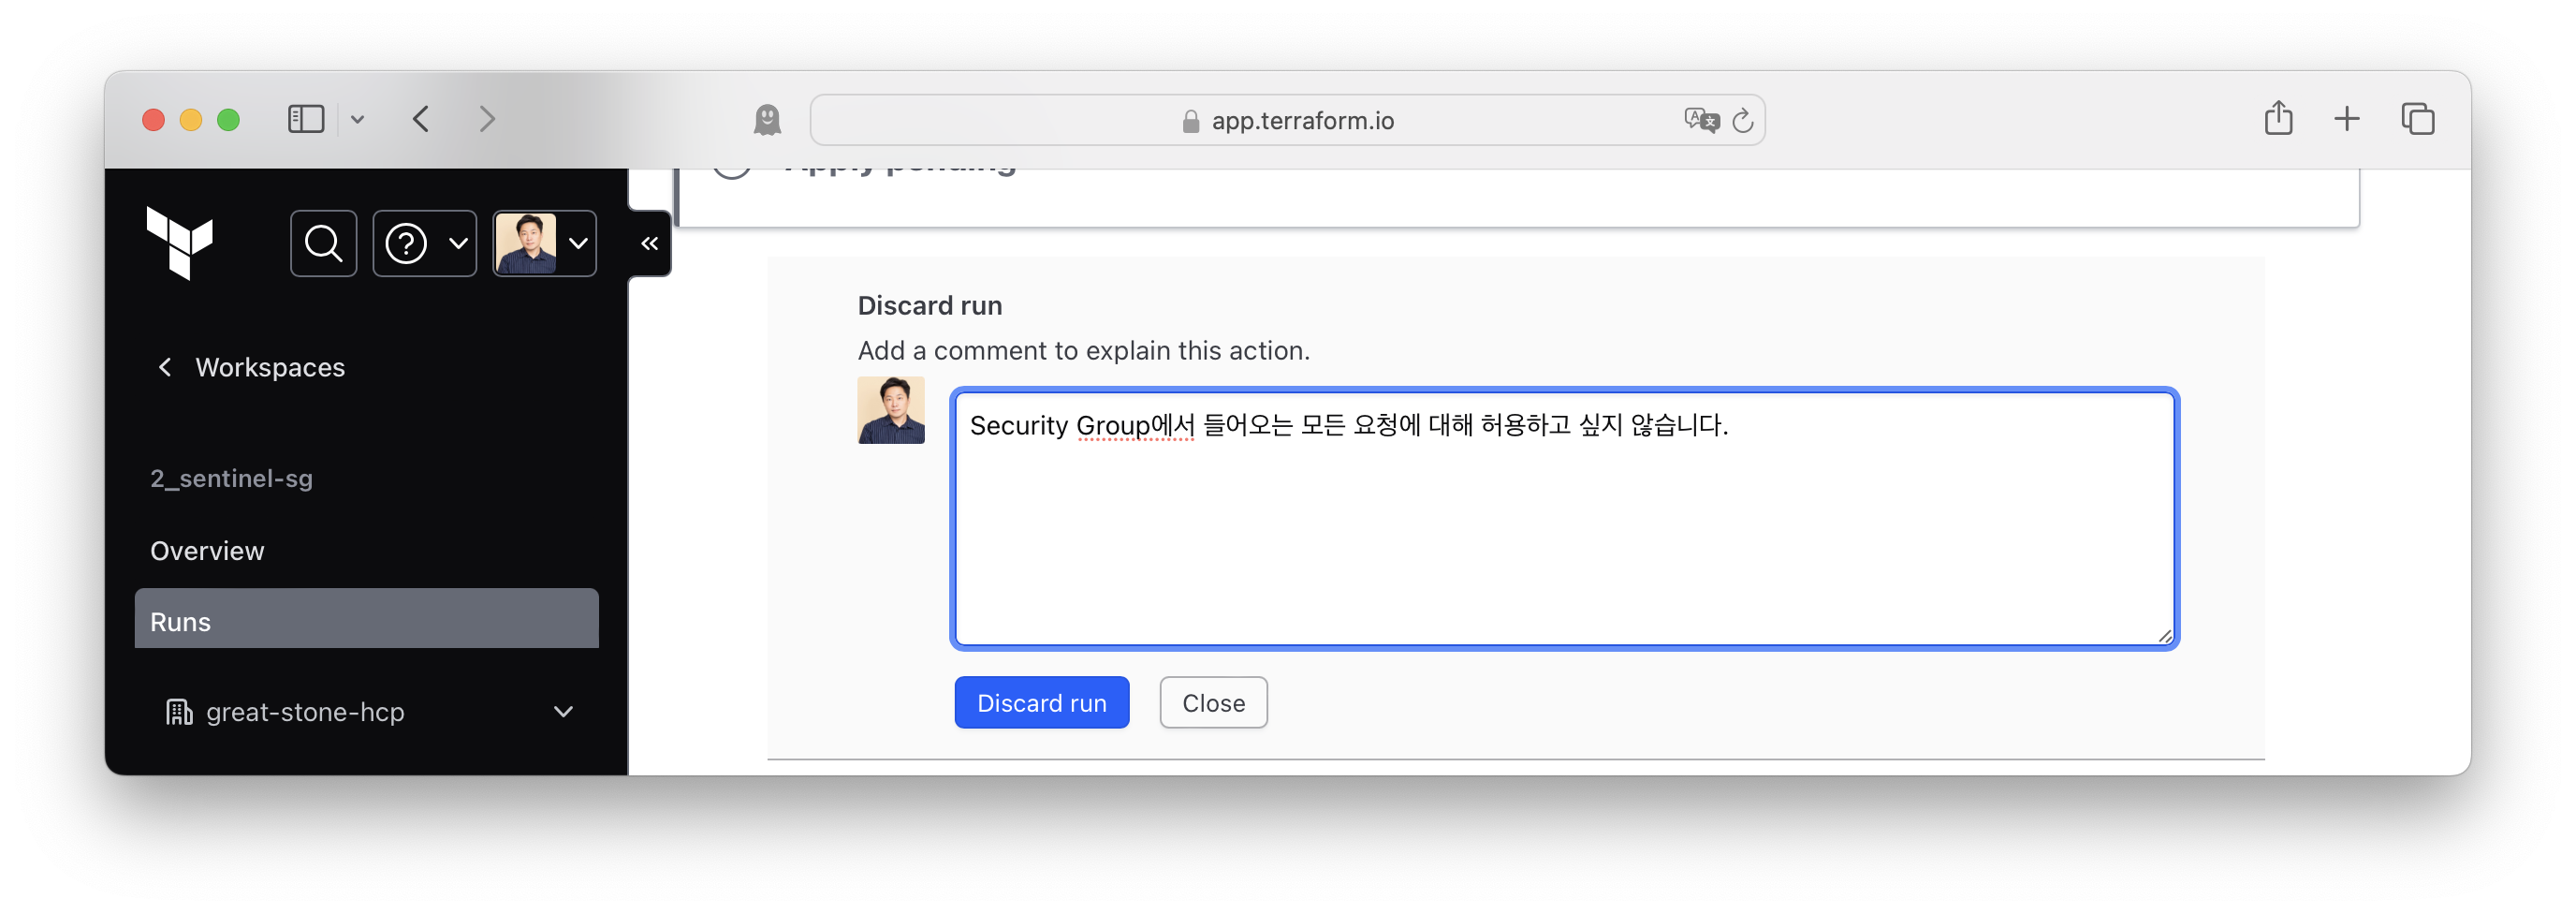 app.terraform.io
Apply pending
Workspaces
2_sentinel-sg
Overview
Runs
great-stone-hcp
Discard run
Add a comment to explain this action.
Security Group에서 들어오는 모든 요청에 대해 허용하고 싶지 않습니다.
Discard run
Close